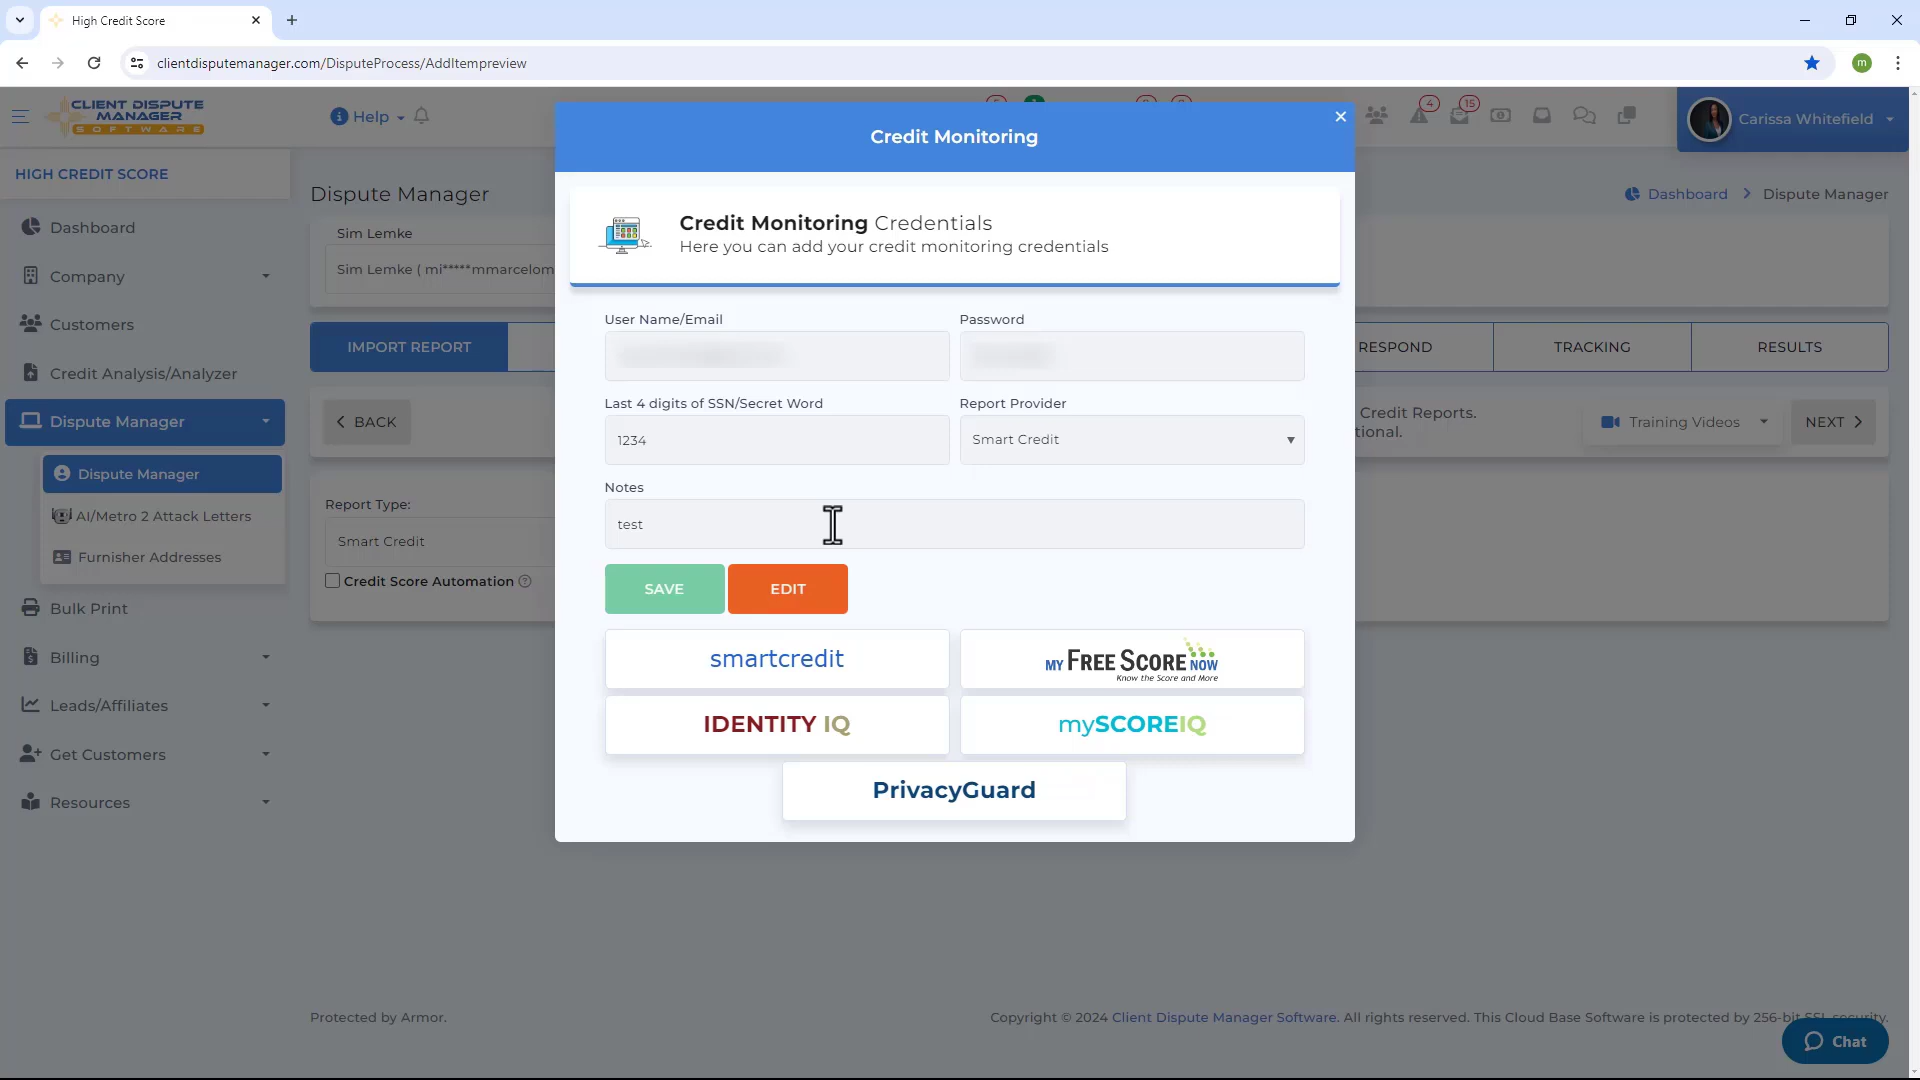 High Credit Score
clientdisputemanager.com/DisputeProcess/AddItempreview
m
CLIENT DISPUTE
MANAGER
SOFTWARE
Help
4
15
Carissa Whitefield
HIGH CREDIT SCORE
Dashboard
Company
Customers
Credit Analysis/Analyzer
Dispute Manager
Dispute Manager
AI/Metro 2 Attack Letters
Furnisher Addresses
Bulk Print
Billing
Leads/Affiliates
Get Customers
Resources
Dispute Manager
Dashboard > Dispute Manager
Sim Lemke
Sim Lemke ( mi*****mmarcelom
IMPORT REPORT
RESPOND
TRACKING
RESULTS
BACK
Credit Reports.
tional.
Training Videos
NEXT
Report Type:
Smart Credit
Credit Score Automation
Credit Monitoring
Credit Monitoring Credentials
Here you can add your credit monitoring credentials
User Name/Email
Password
Last 4 digits of SSN/Secret Word
Report Provider
1234
Smart Credit
Notes
test
SAVE
EDIT
smartcredit
MY FREE SCORE NOW
Know the Score and More
IDENTITY IQ
mySCOREIQ
PrivacyGuard
Protected by Armor.
Copyright © 2024 Client Dispute Manager Software. All rights reserved. This Cloud Base Software is protected by 256-bit SSL security.
Chat